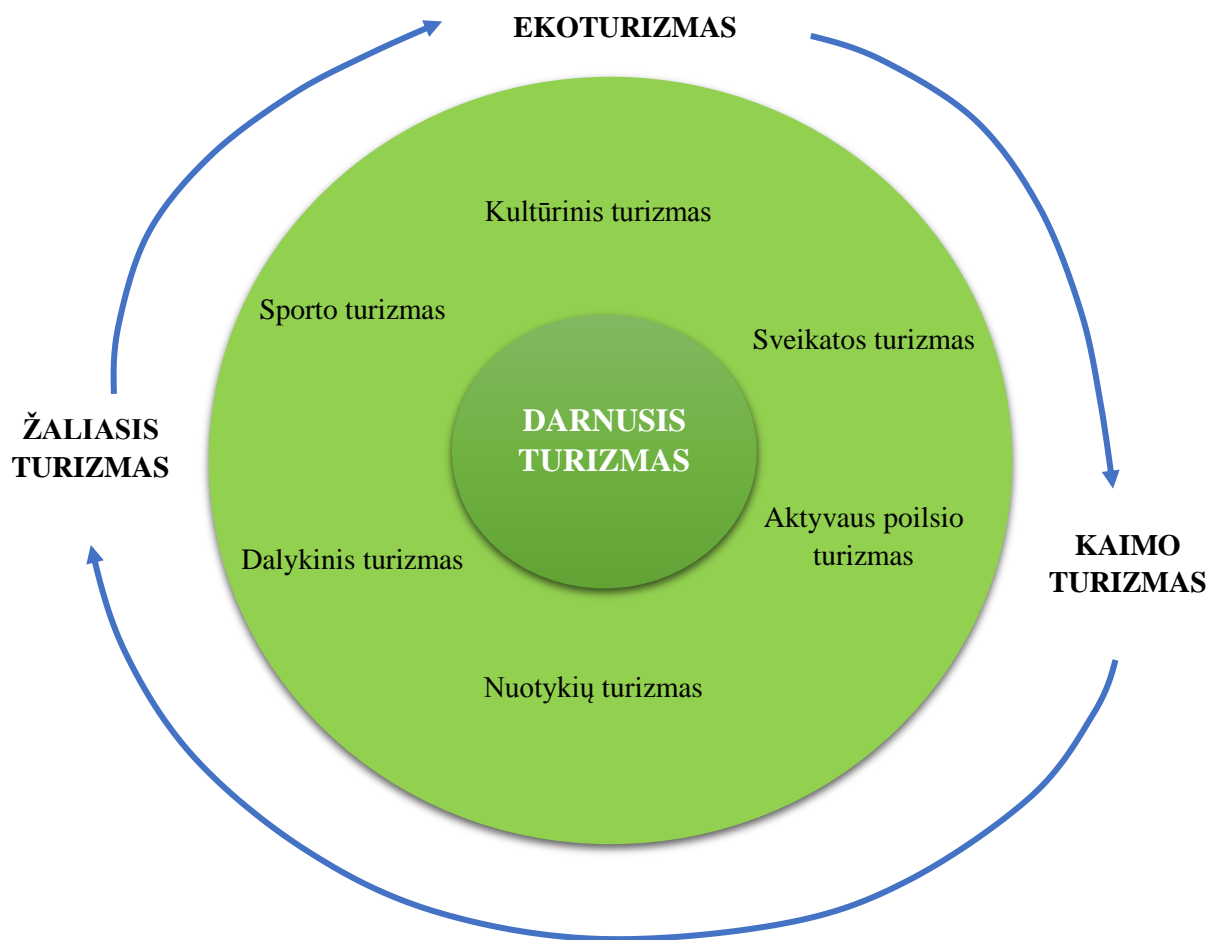 EKOTURIZMAS
Kultūrinis turizmas
Sporto turizmas
Sveikatos turizmas
DARNUSIS
TURIZMAS
ŽALIASIS
TURIZMAS
Aktyvaus poilsio
turizmas
KAIMO
TURIZMAS
Dalykinis turizmas
Nuotykių turizmas